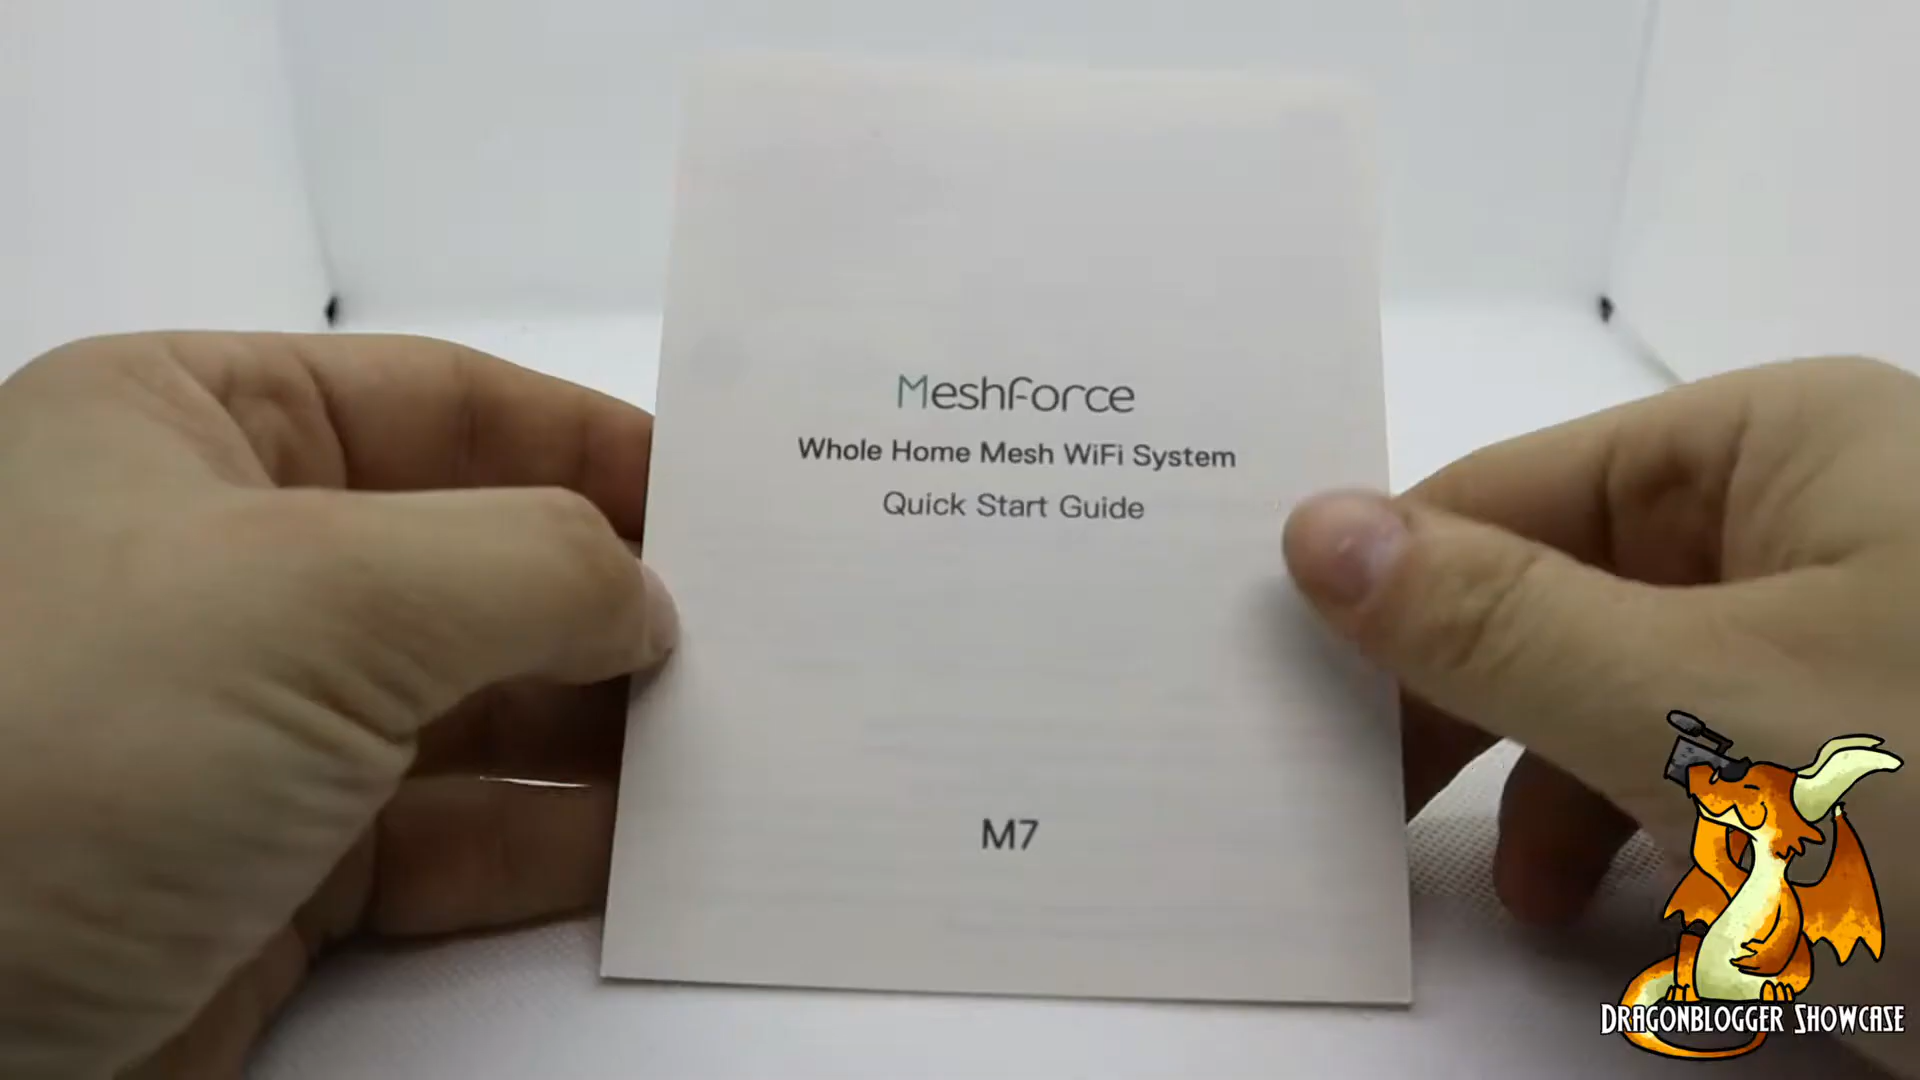 MeshForce
Whole Home Mesh WiFi System
Quick Start Guide
M7
DRAGONBLOGGER SHOWCASE